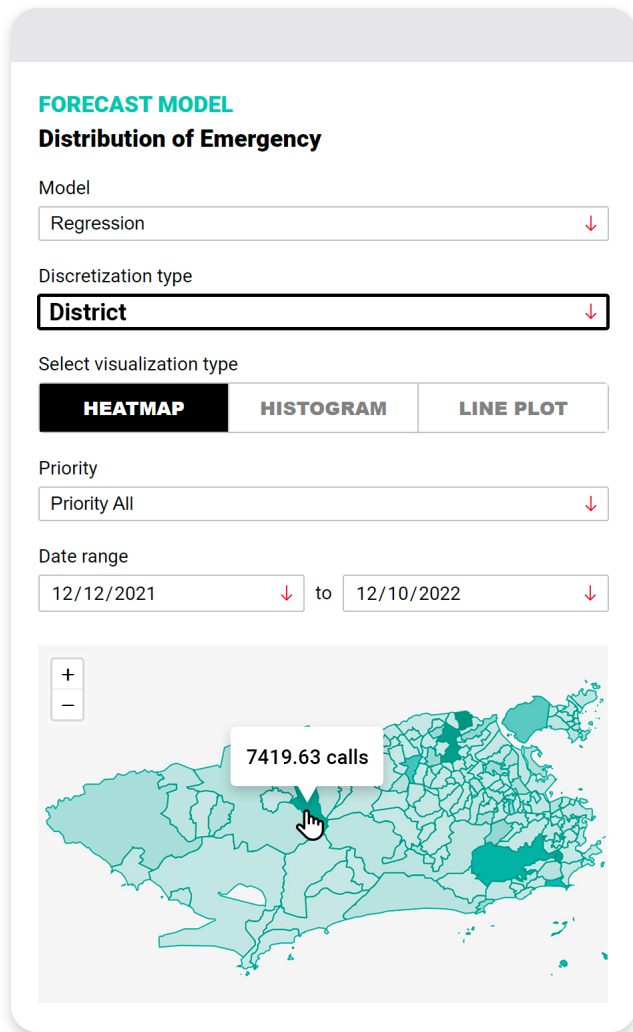 FORECAST MODEL
Distribution of Emergency
Model
Regression
Discretization type
District
Select visualization type
HEATMAP HISTOGRAM LINE PLOT
Priority
Priority All
Date range
12/12/2021 to 12/10/2022
+
−
7419.63 calls